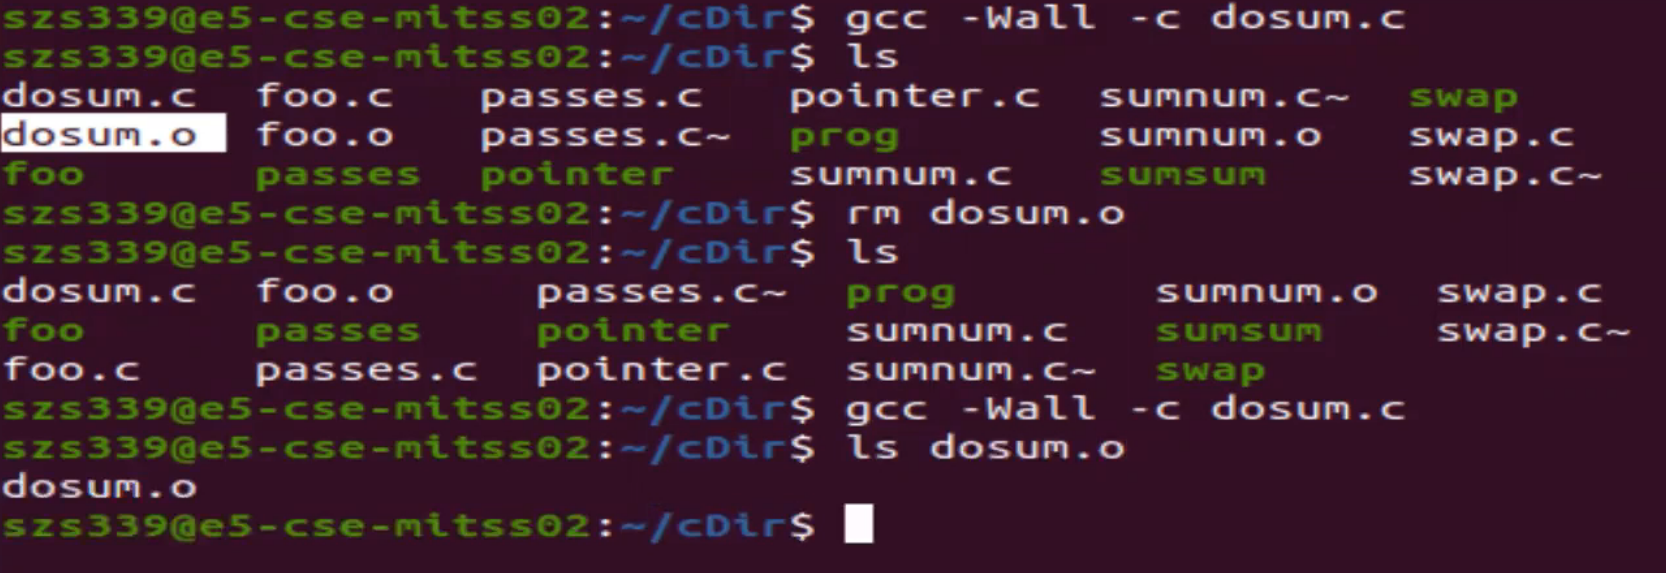 szs339@e5-cse-mitss02:~/cDir$ gcc -Wall -c dosum.c
szs339@e5-cse-mitss02:~/cDir$ ls
dosum.c  foo.c   passes.c   pointer.c  sumnum.c~  swap
dosum.o  foo.o   passes.c~  prog       sumnum.o   swap.c
foo      passes  pointer    sumnum.c   sumsum     swap.c~
szs339@e5-cse-mitss02:~/cDir$ rm dosum.o
szs339@e5-cse-mitss02:~/cDir$ ls
dosum.c  foo.o     passes.c~  prog       sumnum.o  swap.c
foo      passes    pointer    sumnum.c   sumsum    swap.c~
foo.c    passes.c  pointer.c  sumnum.c~  swap
szs339@e5-cse-mitss02:~/cDir$ gcc -Wall -c dosum.c
szs339@e5-cse-mitss02:~/cDir$ ls dosum.o
dosum.o
szs339@e5-cse-mitss02:~/cDir$